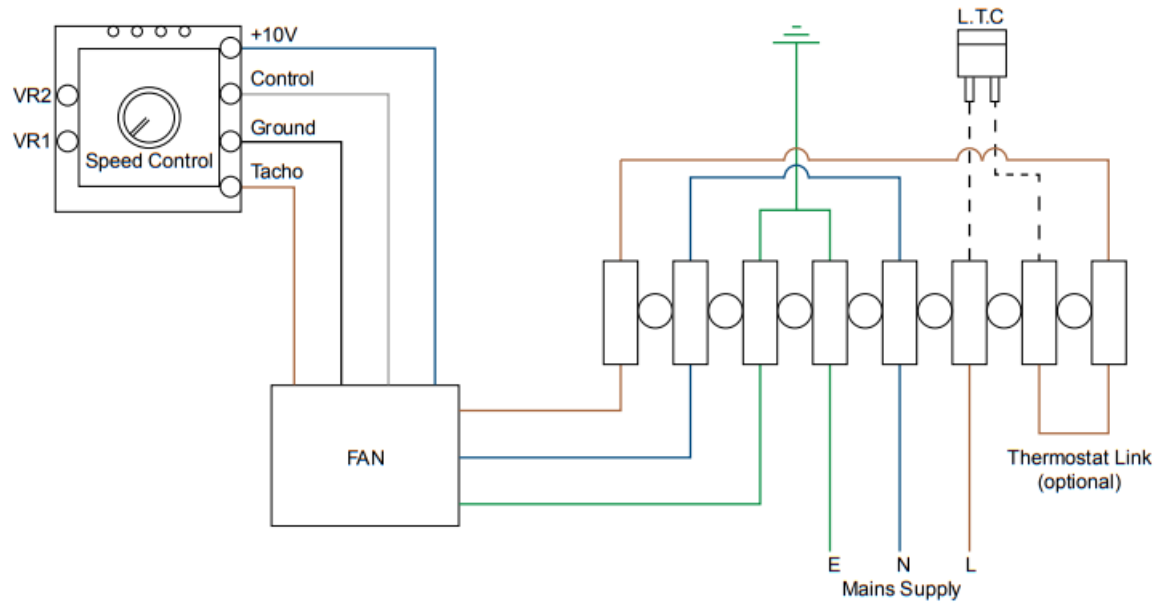 L.T.C
+10V
VR2
Control
VR1
Ground
Speed Control
Tacho
FAN
Thermostat Link
(optional)
E
N
L
Mains Supply